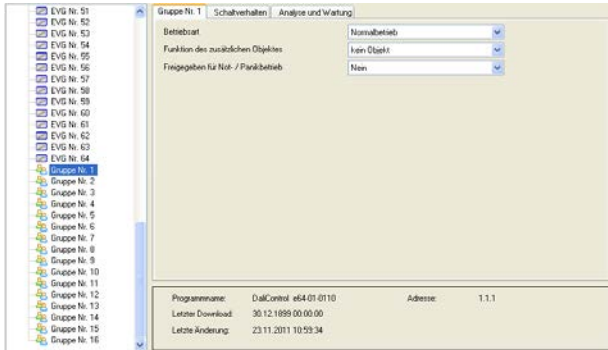 EVG Nr. 51
EVG Nr. 52
EVG Nr. 53
EVG Nr. 54
EVG Nr. 55
EVG Nr. 56
EVG Nr. 57
EVG Nr. 58
EVG Nr. 59
EVG Nr. 60
EVG Nr. 61
EVG Nr. 62
EVG Nr. 63
EVG Nr. 64
Gruppe Nr. 1
Gruppe Nr. 2
Gruppe Nr. 3
Gruppe Nr. 4
Gruppe Nr. 5
Gruppe Nr. 6
Gruppe Nr. 7
Gruppe Nr. 8
Gruppe Nr. 9
Gruppe Nr. 10
Gruppe Nr. 11
Gruppe Nr. 12
Gruppe Nr. 13
Gruppe Nr. 14
Gruppe Nr. 15
Gruppe Nr. 16
Gruppe Nr. 1 Schaltverhalten Analyse und Wartung
Betriebsart Normalbetrieb
Funktion des zusätzlichen Objektes kein Objekt
Freigegeben für Not- / Panikbetrieb Nein
Programmname: DaliControl e64-01-0110 Adresse: 1.1.1
Letzter Download: 30.12.1899 00:00:00
Letzte Änderung: 23.11.2011 10:59:34